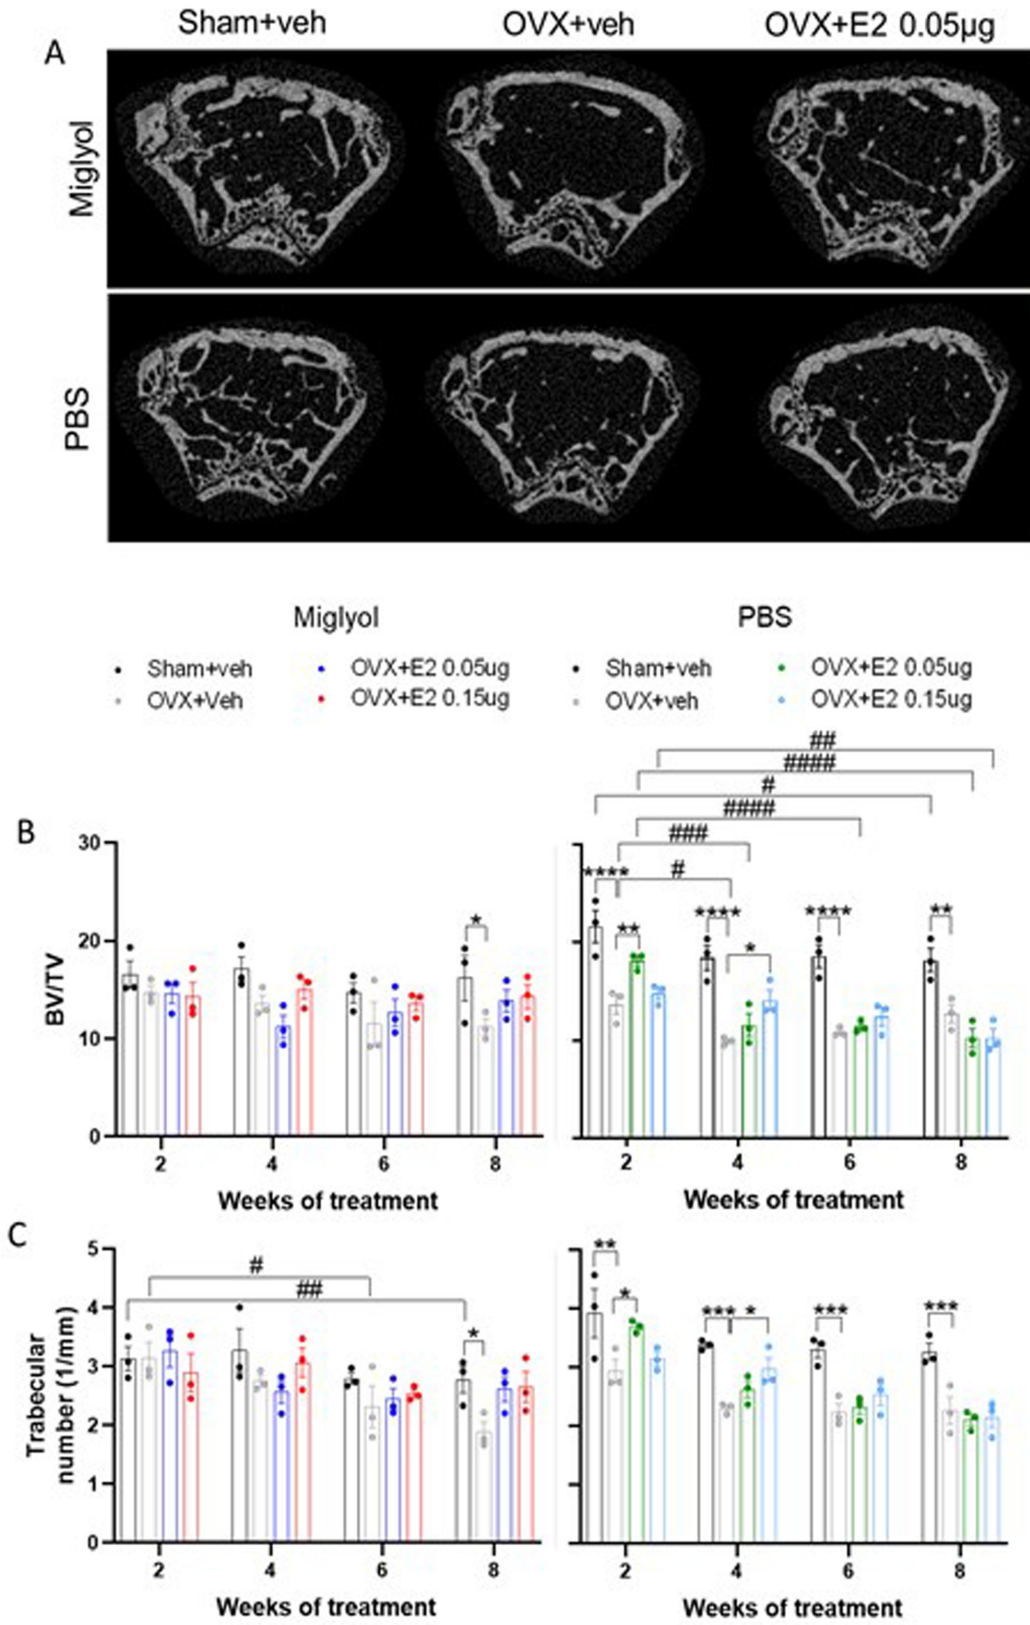 Sham+veh OVX+veh OVX+E2 0.05µg
A
Miglyol
PBS
Miglyol PBS
Sham+veh OVX+E2 0.05ug Sham+veh OVX+E2 0.05ug
OVX+Veh OVX+E2 0.15ug OVX+veh OVX+E2 0.15ug
##
####
#
####
###
#
B
30
20
10
0
BV/TV
*
**** ** **** * **** **
2 4 6 8 2 4 6 8
Weeks of treatment Weeks of treatment
C
5
4
3
2
1
0
Trabecular
number (1/mm)
#
##
*
** * *** * *** ***
2 4 6 8 2 4 6 8
Weeks of treatment Weeks of treatment